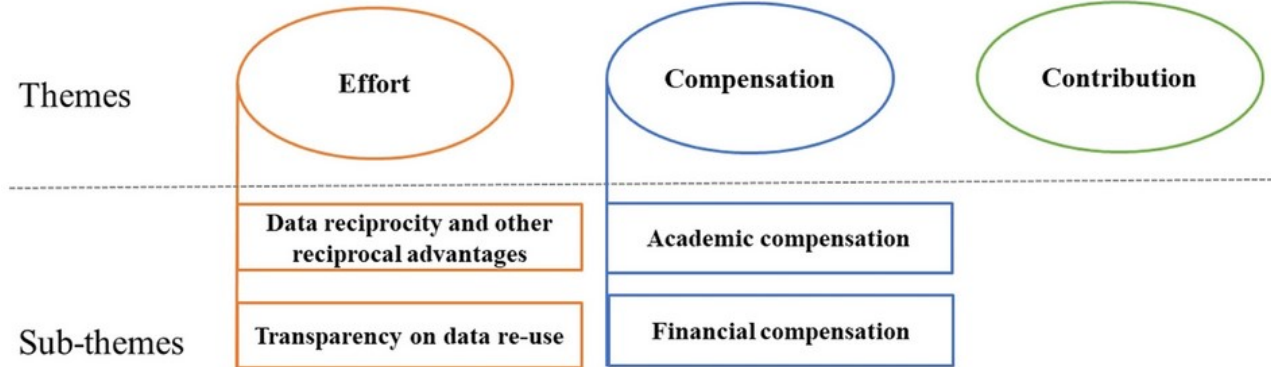 Themes
Effort
Compensation
Contribution
Data reciprocity and other
reciprocal advantages
Academic compensation
Sub-themes
Transparency on data re-use
Financial compensation